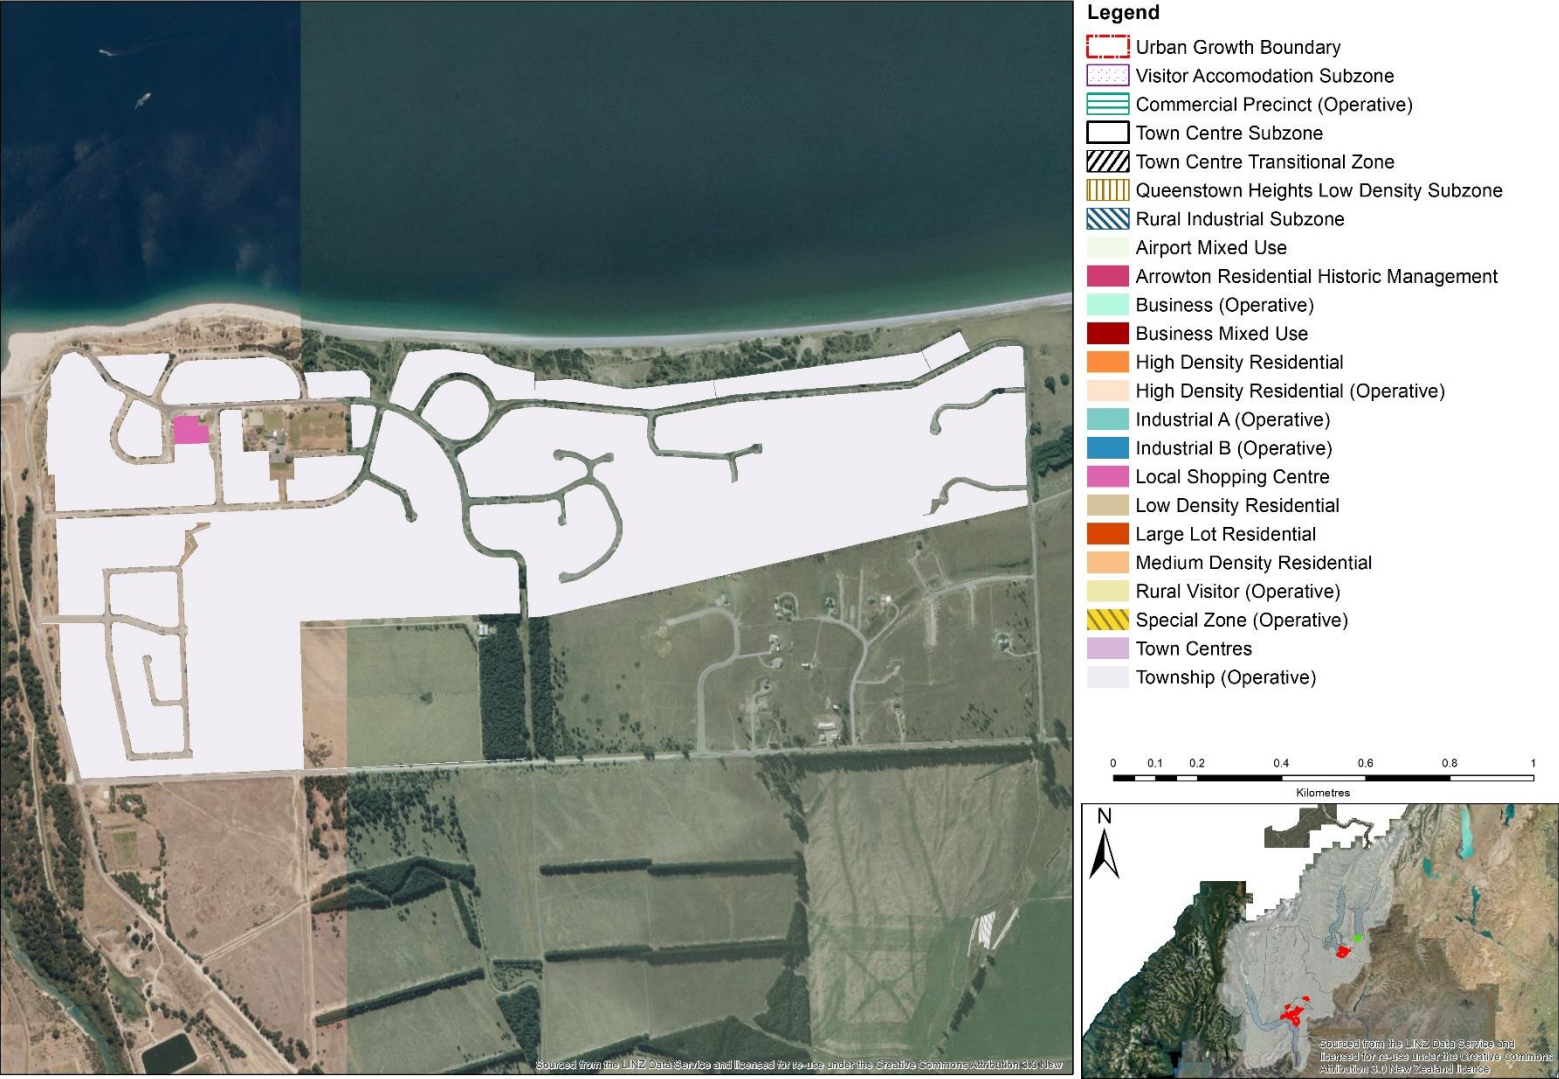 Legend
Urban Growth Boundary
Visitor Accomodation Subzone
Commercial Precinct (Operative)
Town Centre Subzone
Town Centre Transitional Zone
Queenstown Heights Low Density Subzone
Rural Industrial Subzone
Airport Mixed Use
Arrowton Residential Historic Management
Business (Operative)
Business Mixed Use
High Density Residential
High Density Residential (Operative)
Industrial A (Operative)
Industrial B (Operative)
Local Shopping Centre
Low Density Residential
Large Lot Residential
Medium Density Residential
Rural Visitor (Operative)
Special Zone (Operative)
Town Centres
Township (Operative)
0 0.1 0.2 0.4 0.6 0.8 1
Kilometres
N
Sourced from the LINZ Data Service and licensed for re-use under the Creative Commons Attribution 3.0 New
Sourced from the LINZ Data Service and
licensed for re-use under the Creative Commons
Attribution 3.0 New Zealand licence